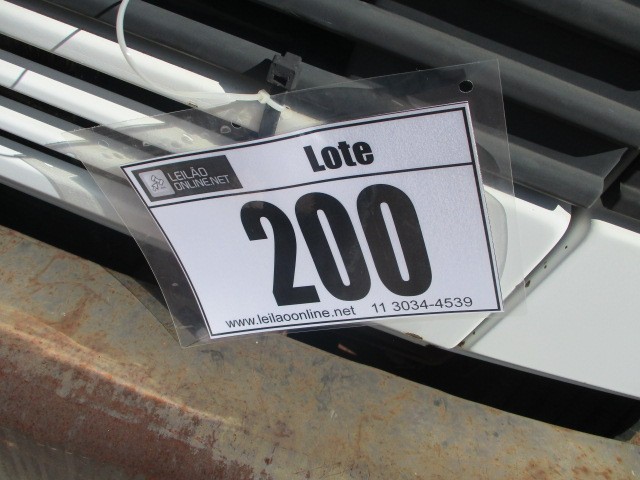 LEILÃO
ONLINE.NET
Lote
200
www.leilaoonline.net 11 3034-4539